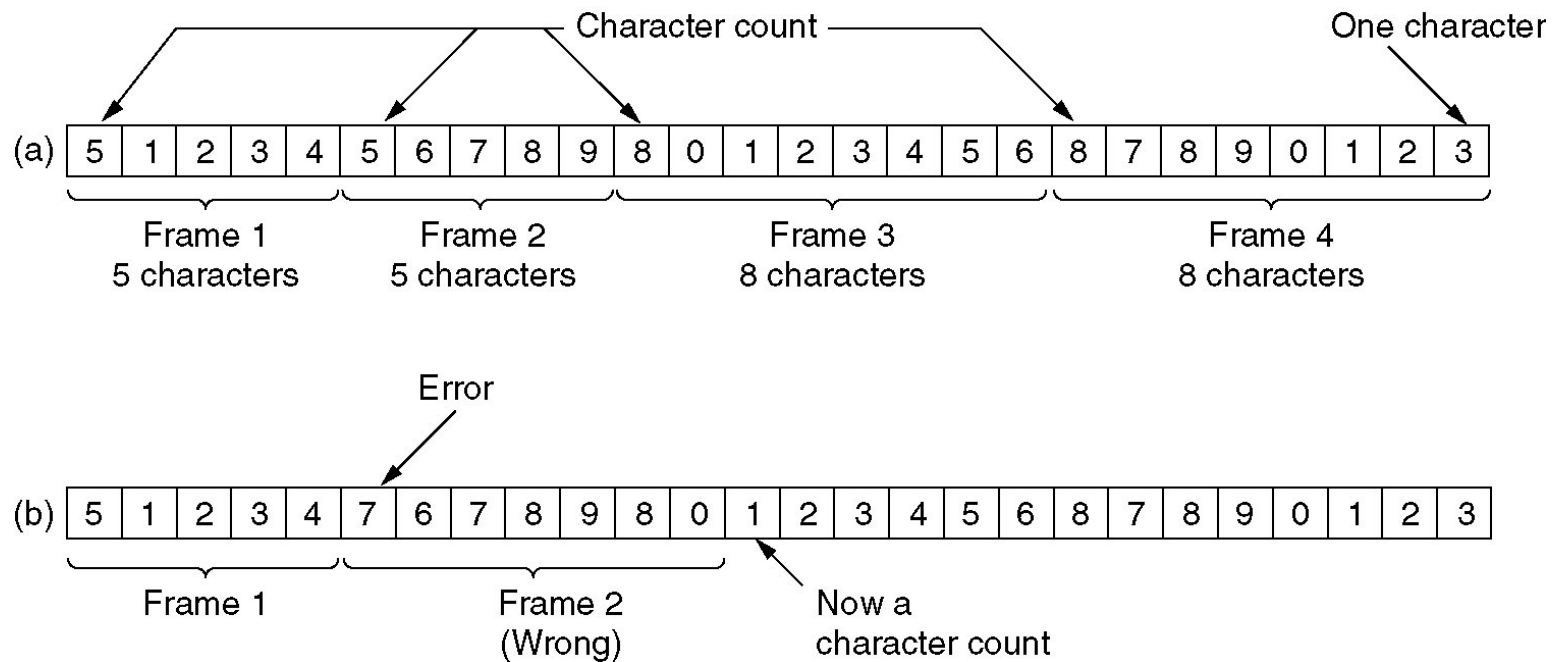 Character count One character
(a) 5 1 2 3 4 5 6 7 8 9 8 0 1 2 3 4 5 6 8 7 8 9 0 1 2 3
Frame 1 Frame 2 Frame 3 Frame 4
5 characters 5 characters 8 characters 8 characters
Error
(b) 5 1 2 3 4 7 6 7 8 9 8 0 1 2 3 4 5 6 8 7 8 9 0 1 2 3
Frame 1 Frame 2 Now a
(Wrong) character count